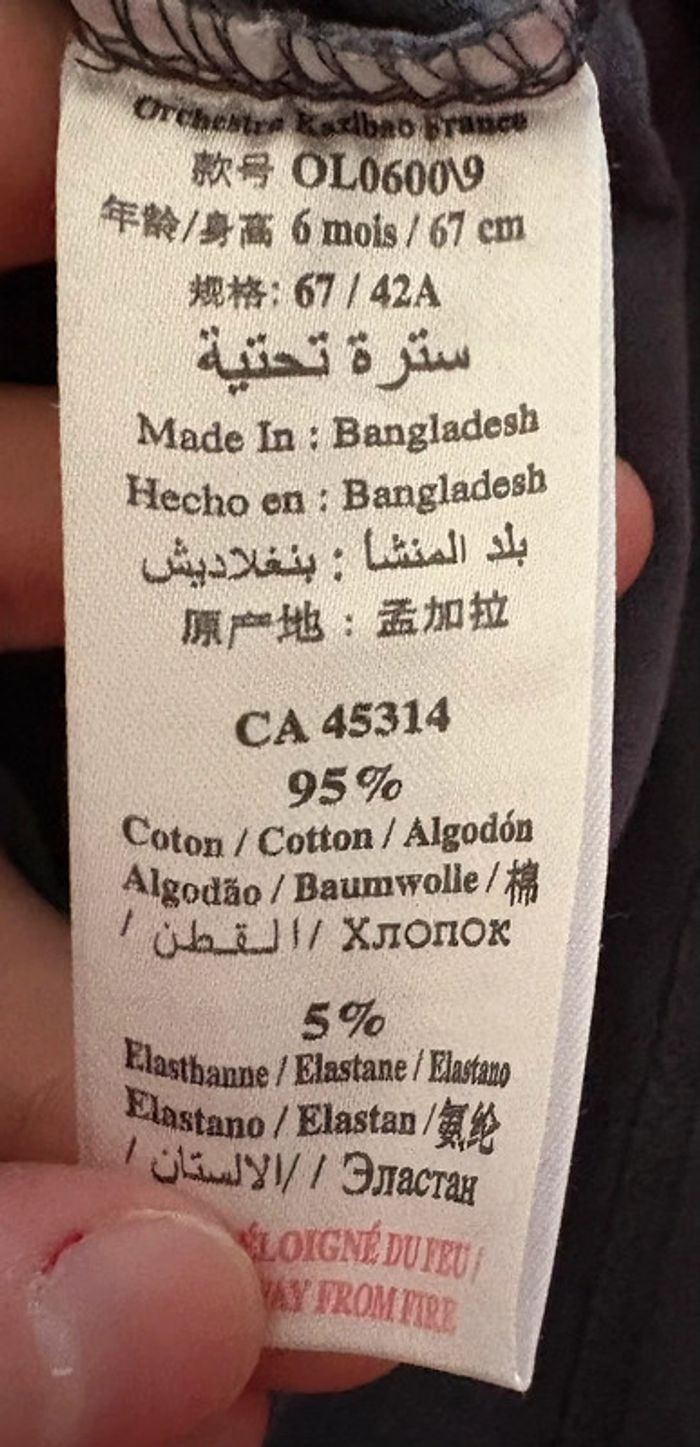 Orchestra Kazibao France
款号 OL0600\9
年龄/身高 6 mois / 67 cm
规格: 67 / 42A
سترة تحتية
Made In : Bangladesh
Hecho en : Bangladesh
بلد المنشأ : بنغلاديش
原产地 : 孟加拉
CA 45314
95%
Coton / Cotton / Algodón
Algodão / Baumwolle / 棉
/ القطن / Хлопок
5%
Elasthanne / Elastane / Elastano
Elastano / Elastan / 氨纶
/ الالستان / / Эластан
ÉLOIGNÉ DU FEU /
FROM FIRE